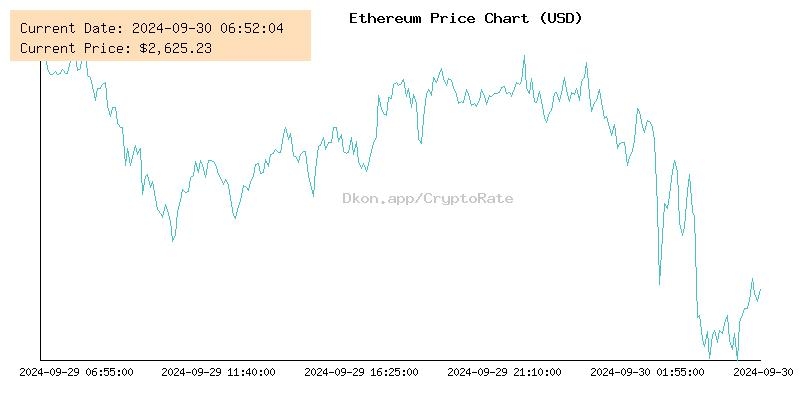 Ethereum Price Chart (USD)
Current Date: 2024-09-30 06:52:04
Current Price: $2,625.23
Dkon.app/CryptoRate
2024-09-29 06:55:00 2024-09-29 11:40:00 2024-09-29 16:25:00 2024-09-29 21:10:00 2024-09-30 01:55:00 2024-09-30